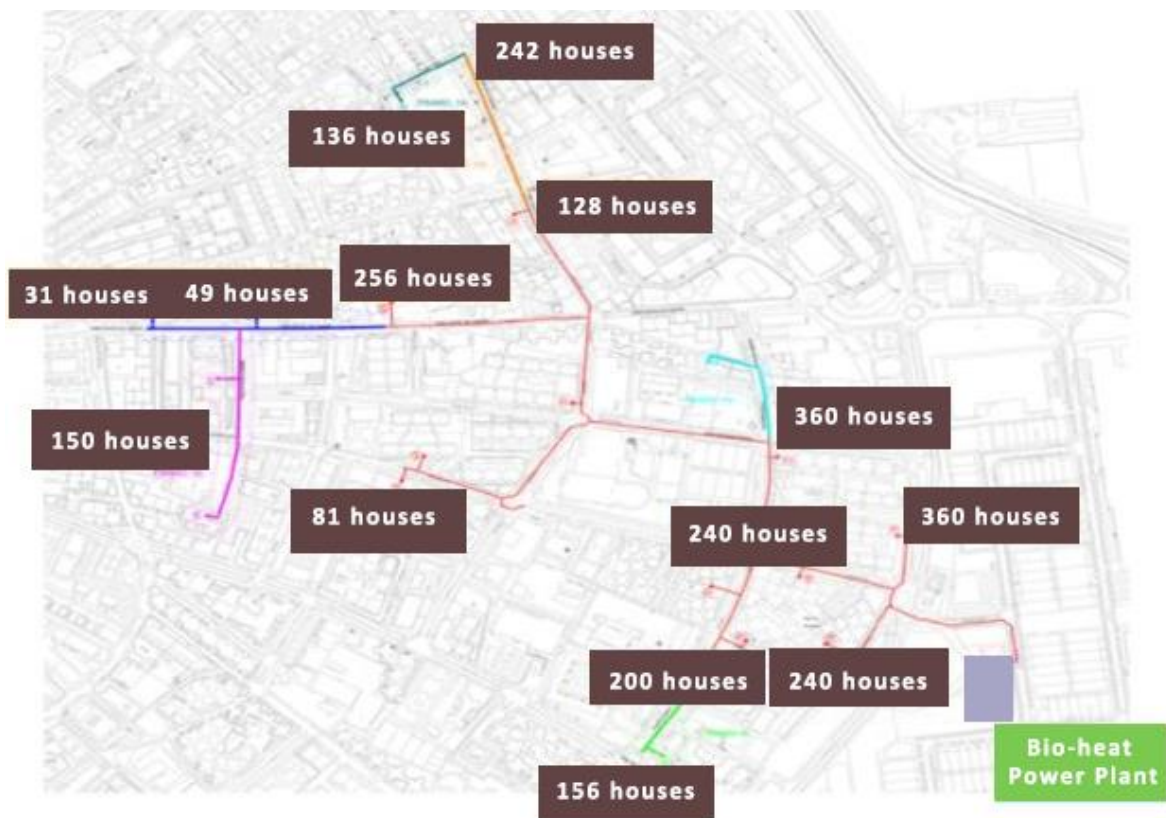 242 houses
136 houses
128 houses
256 houses
31 houses
49 houses
360 houses
150 houses
81 houses
240 houses
360 houses
200 houses
240 houses
156 houses
Bio-heat
Power Plant